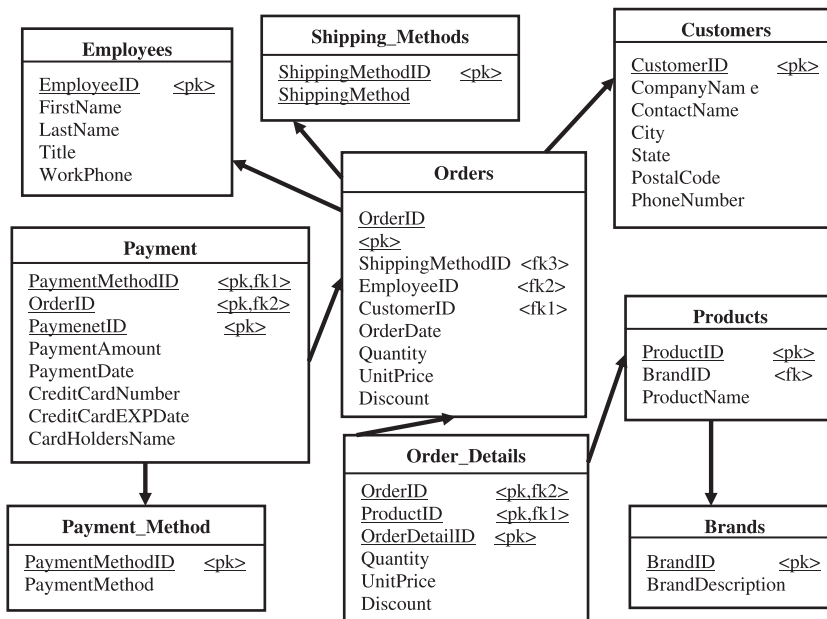 Employees
EmployeeID <pk>
FirstName
LastName
Title
WorkPhone
Shipping_Methods
ShippingMethodID <pk>
ShippingMethod
Customers
CustomerID <pk>
CompanyNam e
ContactName
City
State
PostalCode
PhoneNumber
Orders
OrderID
<pk>
ShippingMethodID <fk3>
EmployeeID <fk2>
CustomerID <fk1>
OrderDate
Quantity
UnitPrice
Discount
Payment
PaymentMethodID <pk,fk1>
OrderID <pk,fk2>
PaymenetID <pk>
PaymentAmount
PaymentDate
CreditCardNumber
CreditCardEXPDate
CardHoldersName
Products
ProductID <pk>
BrandID <fk>
ProductName
Order_Details
OrderID <pk,fk2>
ProductID <pk,fk1>
OrderDetailID <pk>
Quantity
UnitPrice
Discount
Payment_Method
PaymentMethodID <pk>
PaymentMethod
Brands
BrandID <pk>
BrandDescription